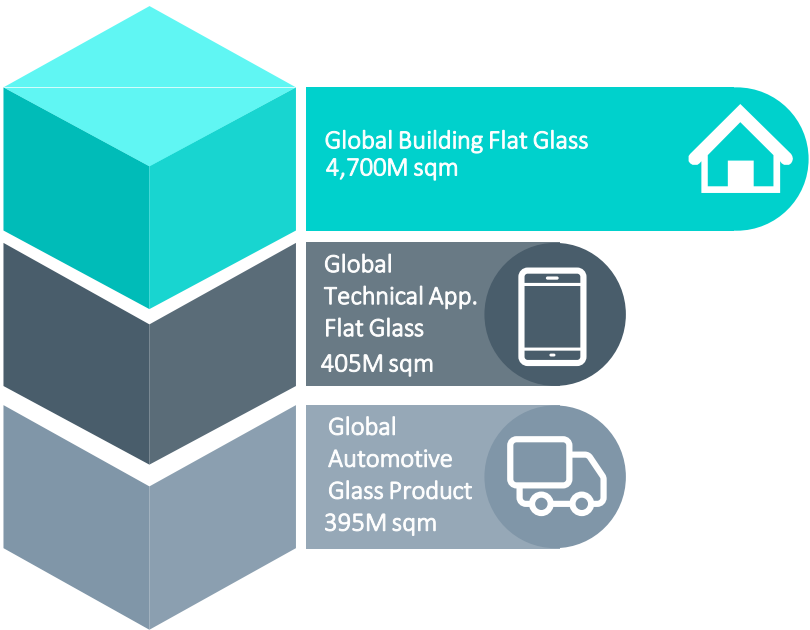 Global Building Flat Glass
4,700M sqm
Global
Technical App.
Flat Glass
405M sqm
Global
Automotive
Glass Product
395M sqm